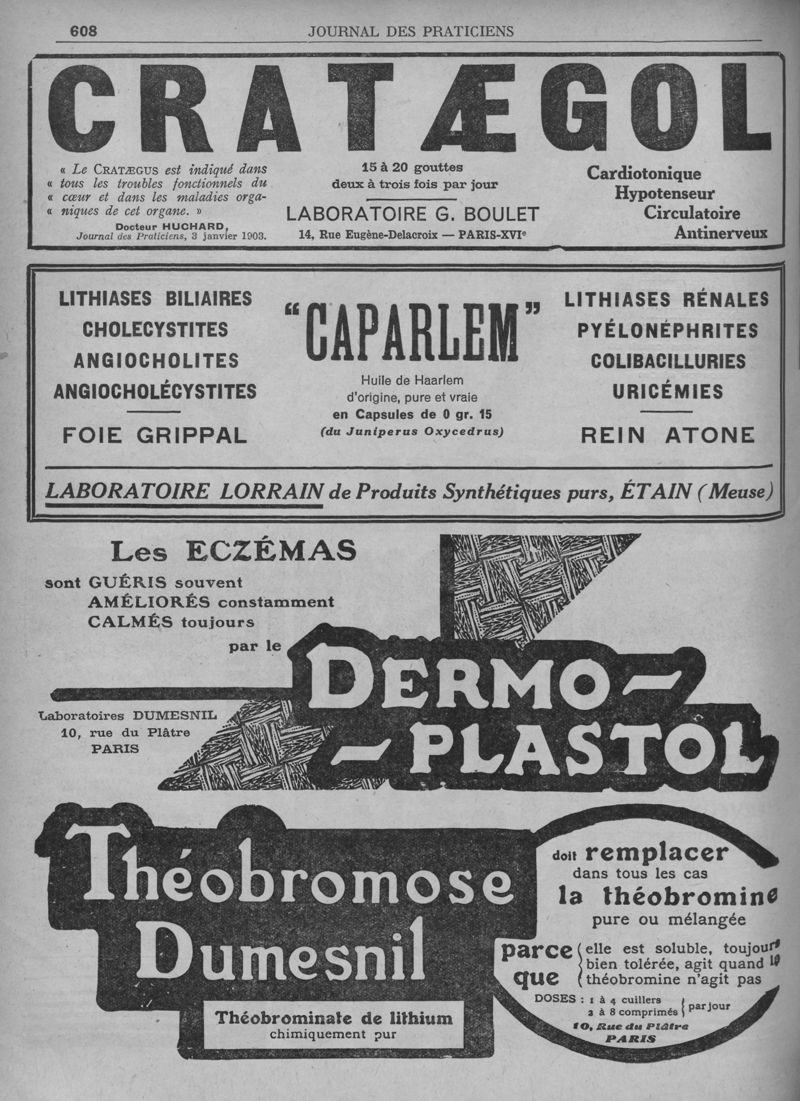 608
JOURNAL DES PRATICIENS
CRATÆGOL
« Le CRATÆGUS est indiqué dans
« tous les troubles fonctionnels du
« cœur et dans les maladies orga-
« niques de cet organe. »
Docteur HUCHARD,
Journal des Praticiens, 3 janvier 1903.
15 à 20 gouttes
deux à trois fois par jour
LABORATOIRE G. BOULET
14, Rue Eugène-Delacroix — PARIS-XVIe
Cardiotonique
Hypotenseur
Circulatoire
Antinerveux
LITHIASES BILIAIRES
CHOLECYSTITES
ANGIOCHOLITES
ANGIOCHOLÉCYSTITES
FOIE GRIPPAL
"CAPARLEM"
Huile de Haarlem
d'origine, pure et vraie
en Capsules de 0 gr. 15
(du Juniperus Oxycedrus)
LITHIASES RÉNALES
PYÉLONÉPHRITES
COLIBACILLURIES
URICÉMIES
REIN ATONE
LABORATOIRE LORRAIN de Produits Synthétiques purs, ÉTAIN (Meuse)
Les ECZÉMAS
sont GUÉRIS souvent
AMÉLIORÉS constamment
CALMÉS toujours
par le
DERMO-
-PLASTOL
Laboratoires DUMESNIL
10, rue du Plâtre
PARIS
Théobromose
Dumesnil
Théobrominate de lithium
chimiquement pur
doit remplacer
dans tous les cas
la théobromine
pure ou mélangée
parce que
elle est soluble, toujours
bien tolérée, agit quand la
théobromine n'agit pas
DOSES : 1 à 4 cuillers
2 à 8 comprimés
par jour
10, Rue du Plâtre
PARIS